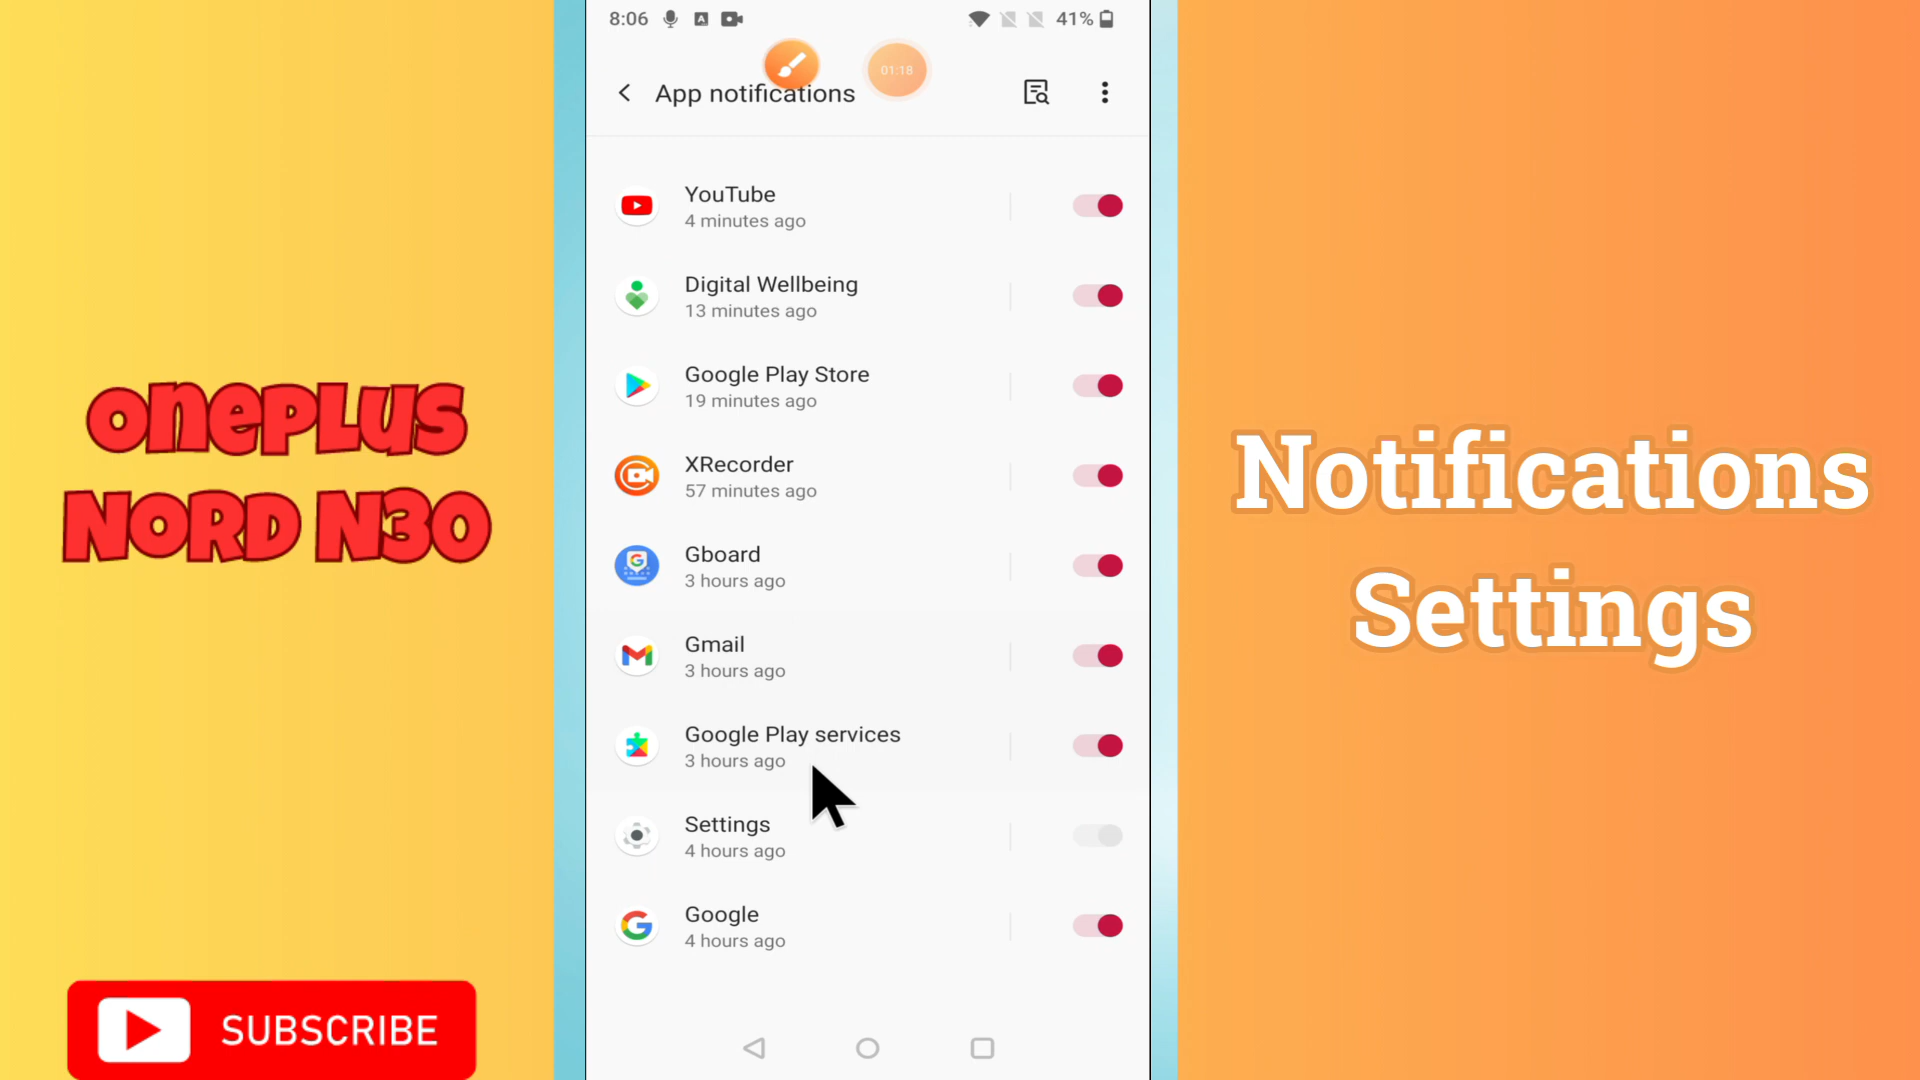 OnePlus
Nord N30
SUBSCRIBE
8:06
A
41%
01:18
App notifications
YouTube
4 minutes ago
Digital Wellbeing
13 minutes ago
Google Play Store
19 minutes ago
XRecorder
57 minutes ago
Gboard
3 hours ago
Gmail
3 hours ago
Google Play services
3 hours ago
Settings
4 hours ago
Google
4 hours ago
Notifications
Settings